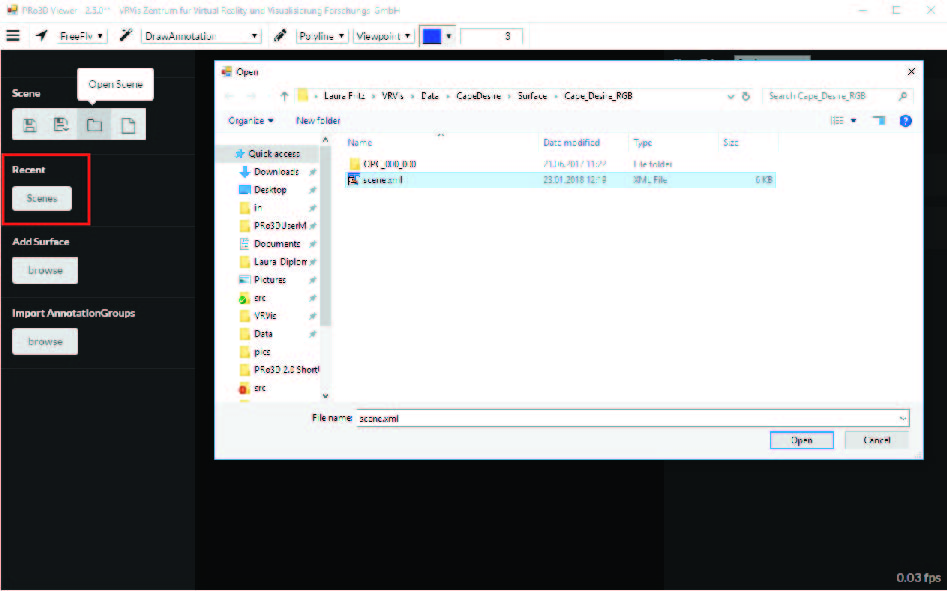 PRo3D Viewer - 2.3.0 - VRVis Zentrum für Virtual Reality und Visualisierung Forschungs-GmbH
FreeFly DrawAnnotation Polyline Viewpoint 3
Scene
Open Scene
Recent
Scenes
Add Surface
browse
Import AnnotationGroups
browse
Open
Laura Fritz VRVis Data CapeDesire Surface Cape_Desire_RGB
Search Cape_Desire_RGB
Organize New folder
Name Date modified Type Size
OPC_000_000 21.06.2017 11:22 File folder
scene.xml 23.01.2018 12:19 XML File 6 KB
Quick access
Downloads
Desktop
in
PRo3DUserM
Documents
Laura-Diplom
Pictures
src
VRVis
Data
pics
PRo3D 2.0 Short
src
File name: scene.xml
Open Cancel
0.03 fps